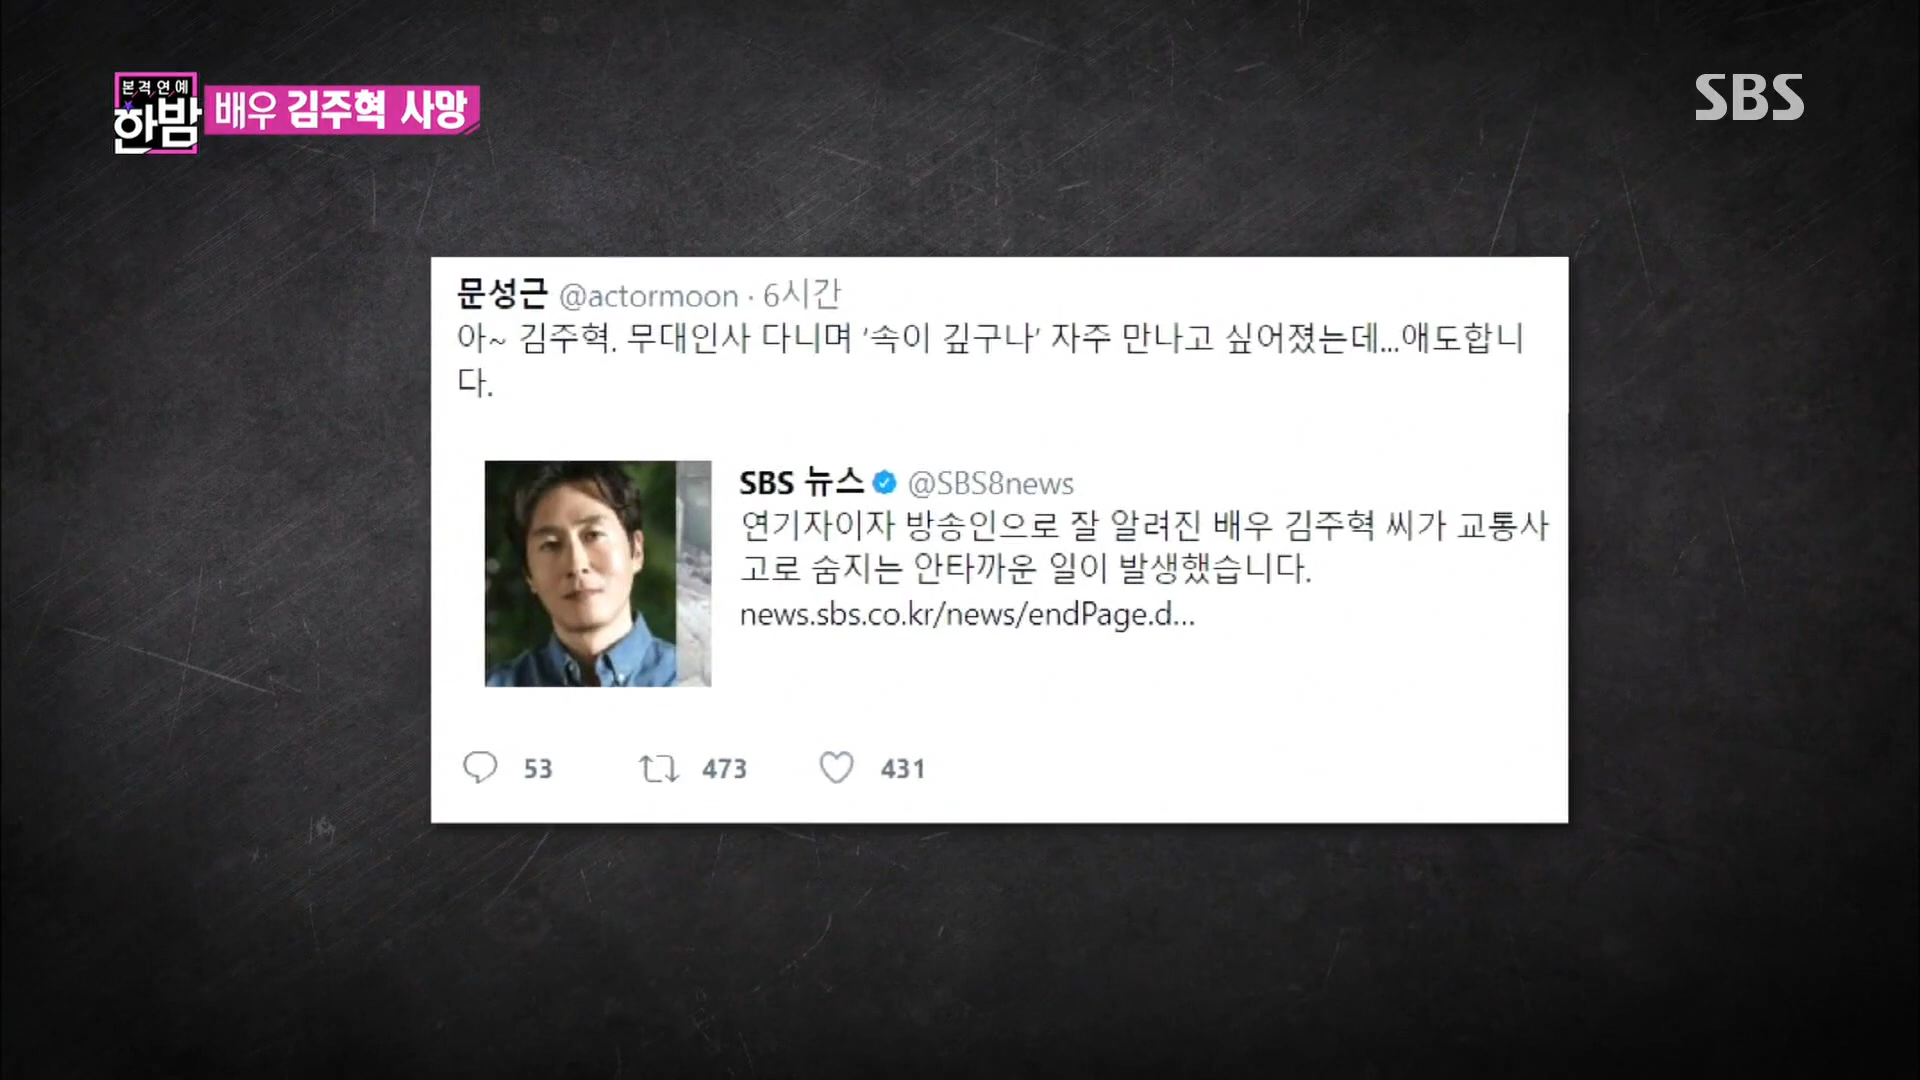 본격연예
한밤
배우 김주혁 사망
SBS
문성근 @actormoon · 6시간
아~ 김주혁. 무대인사 다니며 ‘속이 깊구나’ 자주 만나고 싶어졌는데...애도합니
다.
SBS 뉴스 @SBS8news
연기자이자 방송인으로 잘 알려진 배우 김주혁 씨가 교통사
고로 숨지는 안타까운 일이 발생했습니다.
news.sbs.co.kr/news/endPage.d...
53 473 431